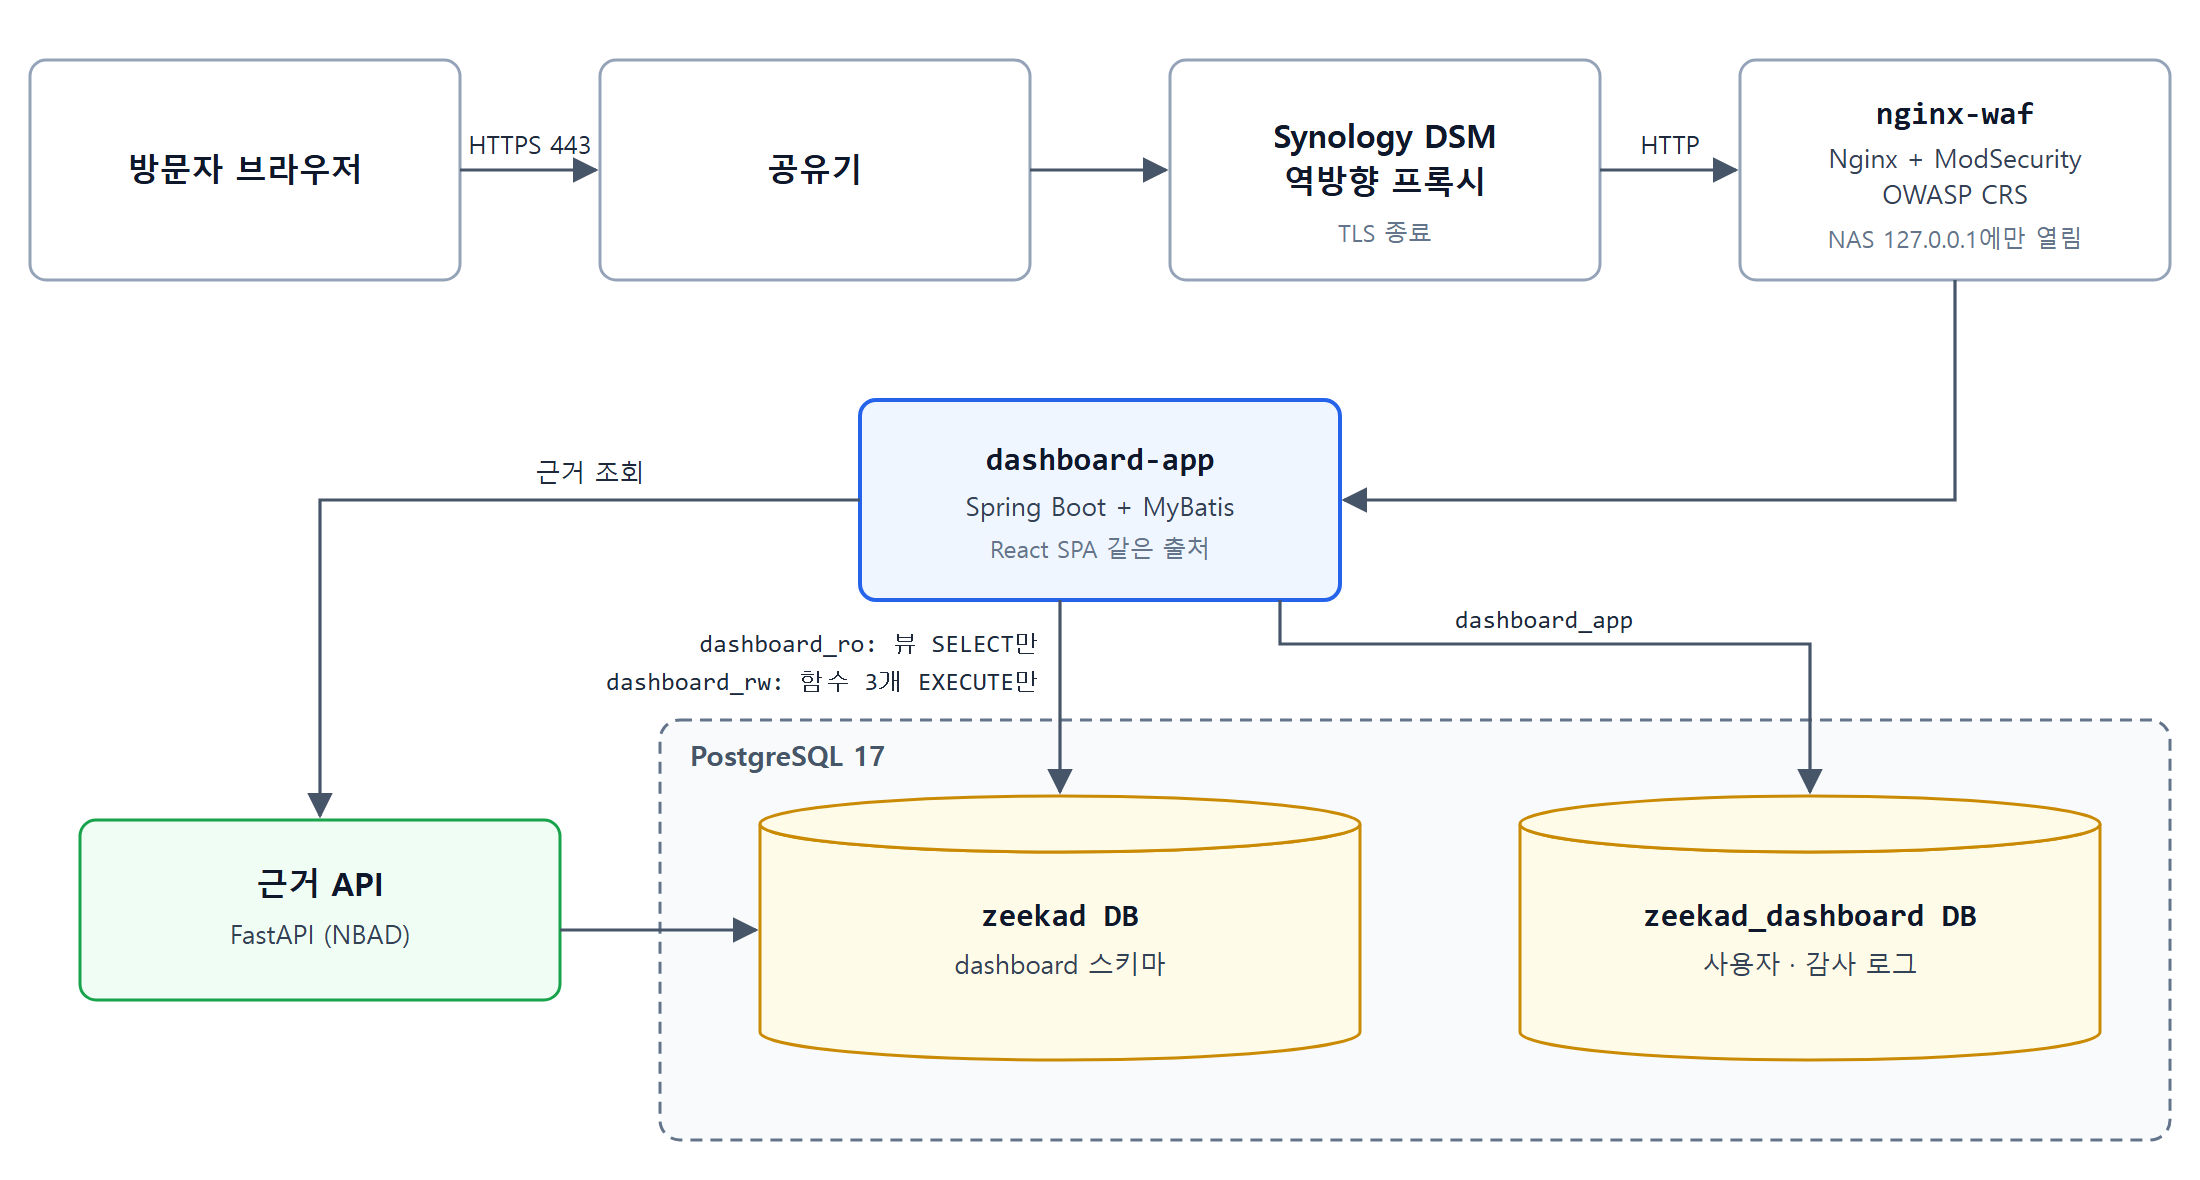 방문자 브라우저
HTTPS 443
공유기
Synology DSM
역방향 프록시
TLS 종료
HTTP
nginx-waf
Nginx + ModSecurity
OWASP CRS
NAS 127.0.0.1에만 열림
dashboard-app
Spring Boot + MyBatis
React SPA 같은 출처
근거 조회
dashboard_ro: 뷰 SELECT만
dashboard_rw: 함수 3개 EXECUTE만
dashboard_app
PostgreSQL 17
근거 API
FastAPI (NBAD)
zeekad DB
dashboard 스키마
zeekad_dashboard DB
사용자 · 감사 로그